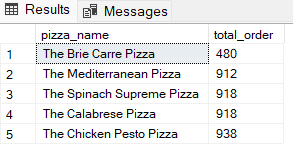 Results Messages
pizza_name total_order
1 The Brie Carre Pizza 480
2 The Mediterranean Pizza 912
3 The Spinach Supreme Pizza 918
4 The Calabrese Pizza 918
5 The Chicken Pesto Pizza 938